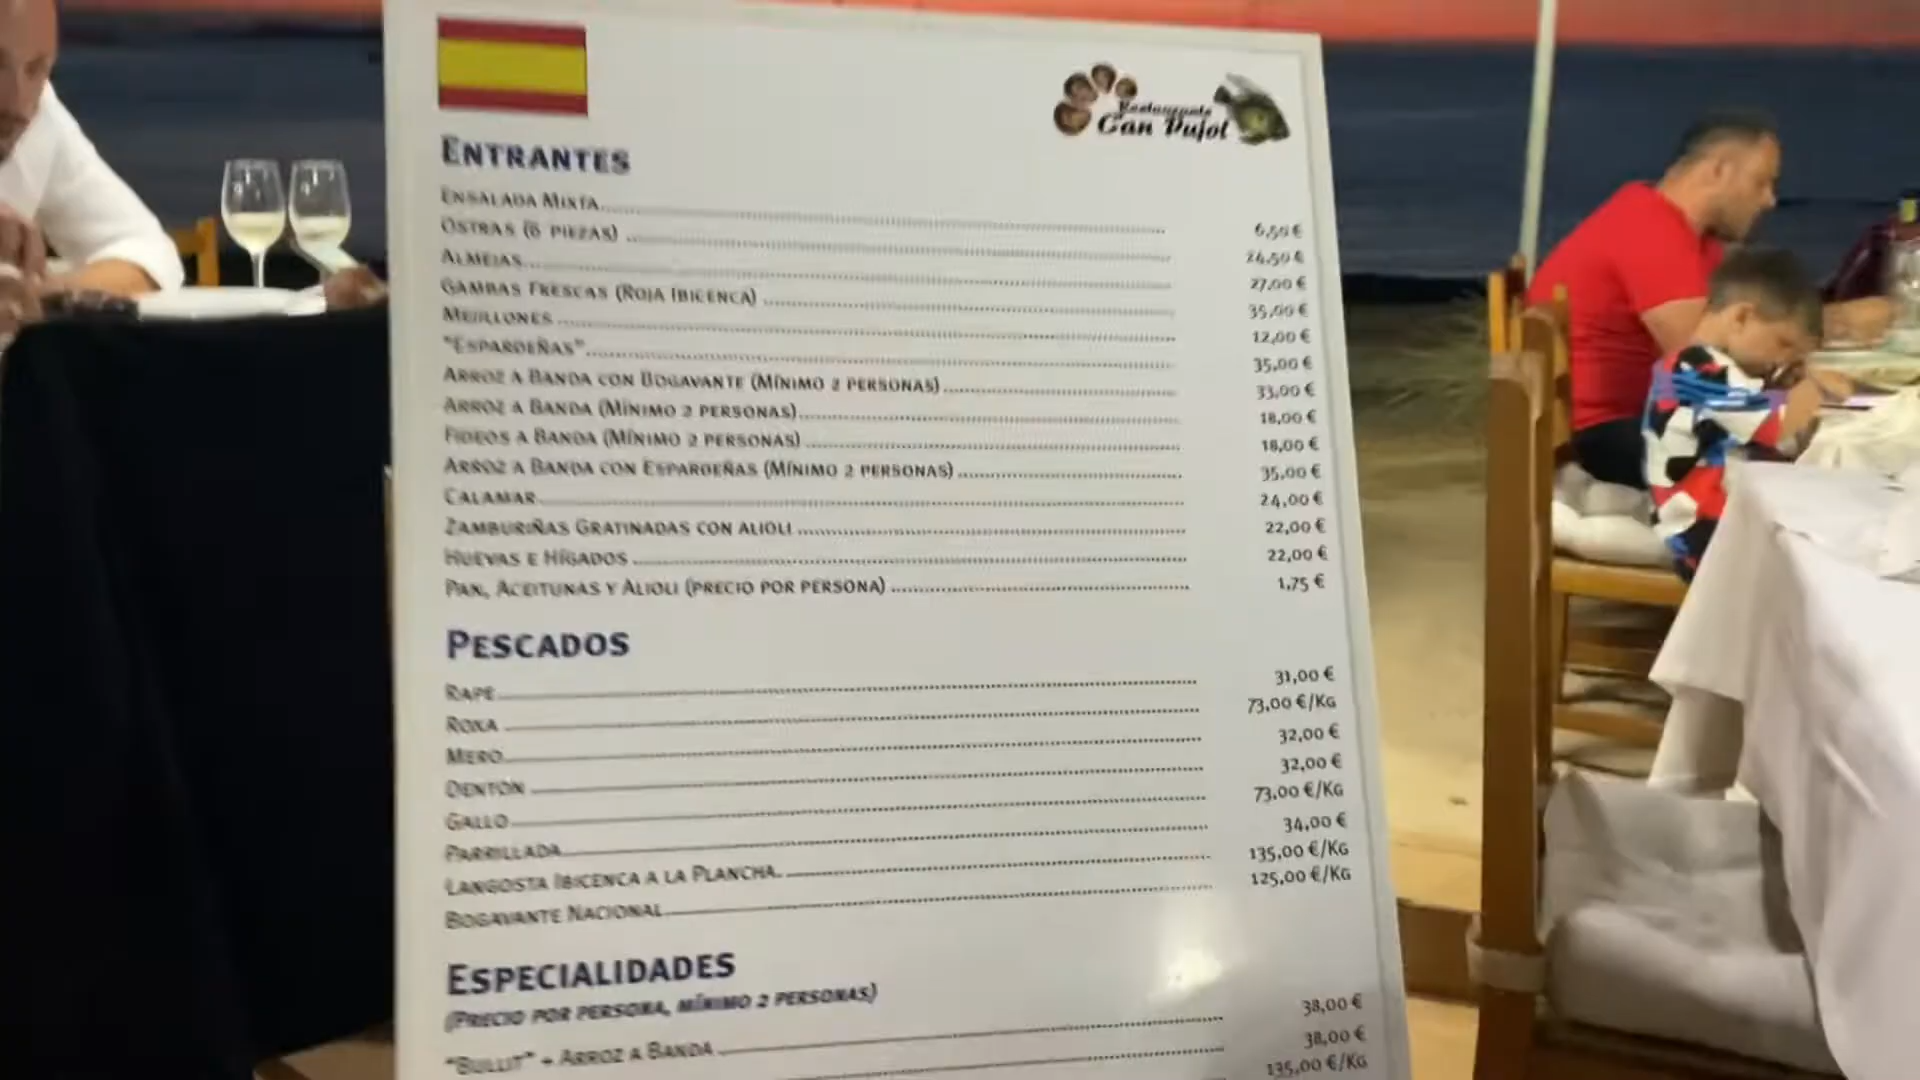 Restaurante
Can Pujol
ENTRANTES
ENSALADA MIXTA 6,50 €
OSTRAS (6 PIEZAS) 24,50 €
ALMEJAS 27,00 €
GAMBAS FRESCAS (ROJA IBICENCA) 35,00 €
MEJILLONES 12,00 €
"ESPARDEÑAS" 35,00 €
ARROZ A BANDA CON BOGAVANTE (MÍNIMO 2 PERSONAS) 33,00 €
ARROZ A BANDA (MÍNIMO 2 PERSONAS) 18,00 €
FIDEOS A BANDA (MÍNIMO 2 PERSONAS) 18,00 €
ARROZ A BANDA CON ESPARDEÑAS (MÍNIMO 2 PERSONAS) 35,00 €
CALAMAR 24,00 €
ZAMBURIÑAS GRATINADAS CON ALIOLI 22,00 €
HUEVAS E HÍGADOS 22,00 €
PAN, ACEITUNAS Y ALIOLI (PRECIO POR PERSONA) 1,75 €
PESCADOS
RAPE 31,00 €
ROXA 73,00 €/KG
MERO 32,00 €
DENTÓN 32,00 €
GALLO 73,00 €/KG
PARRILLADA 34,00 €
LANGOSTA IBICENCA A LA PLANCHA 135,00 €/KG
BOGAVANTE NACIONAL 125,00 €/KG
ESPECIALIDADES
(PRECIO POR PERSONA, MÍNIMO 2 PERSONAS)
"BULLIT" + ARROZ A BANDA 38,00 €
38,00 €
135,00 €/KG